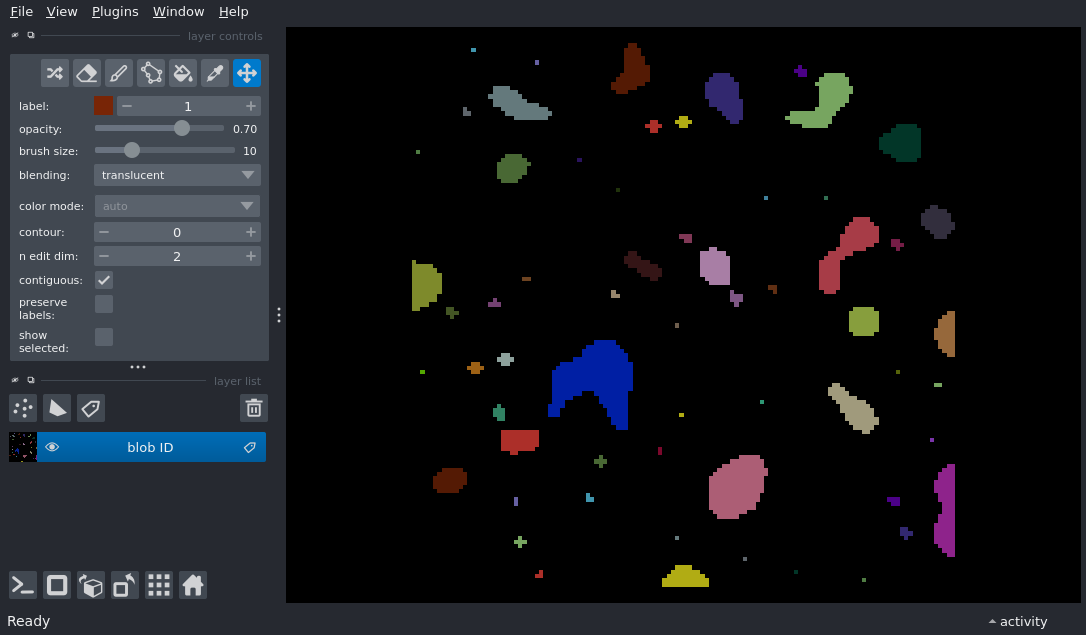 File View Plugins Window Help
layer controls
label: 1
opacity: 0.70
brush size: 10
blending: translucent
color mode: auto
contour: 0
n edit dim: 2
contiguous:
preserve
labels:
show
selected:
layer list
blob ID
Ready
activity